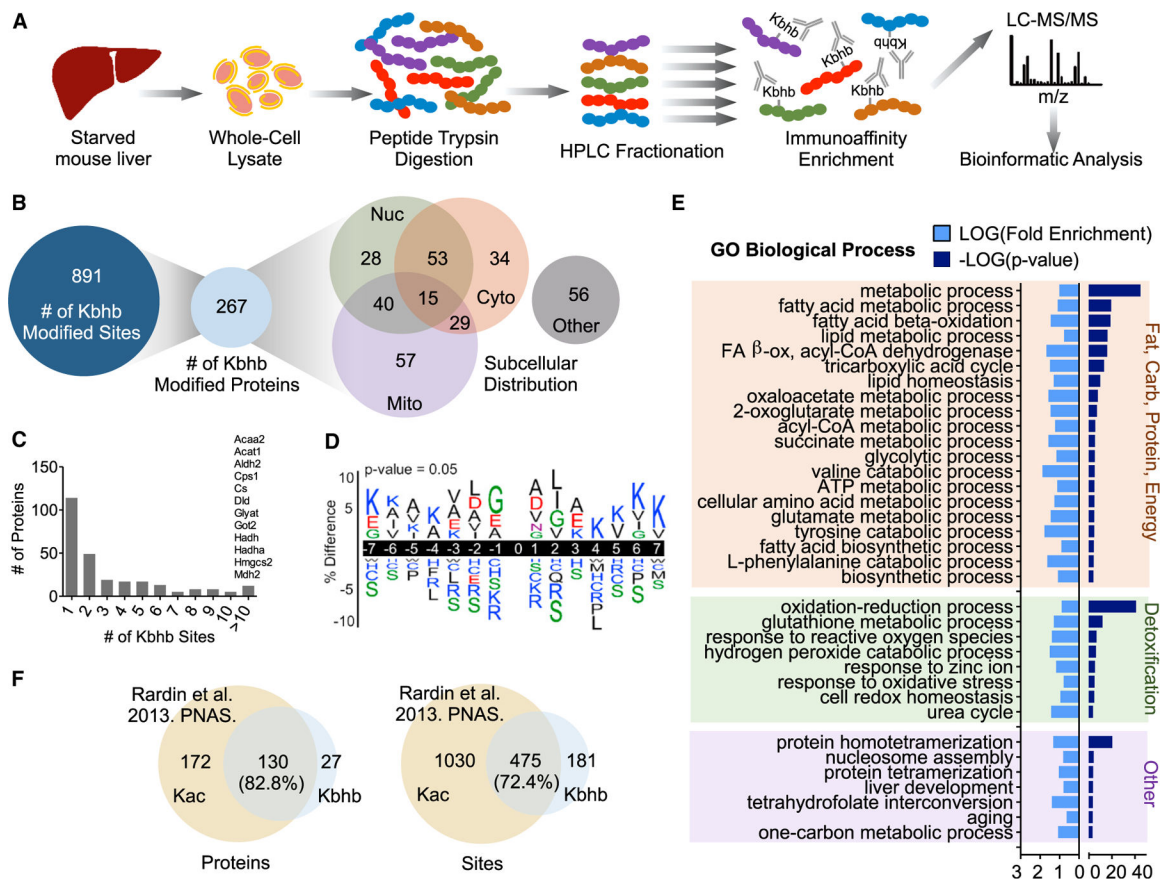 A
Starved
mouse liver
Whole-Cell
Lysate
Peptide Trypsin
Digestion
HPLC Fractionation
Kbhb
Kbhb
Kbhb
Kbhb
Kbhb
Immunoaffinity
Enrichment
LC-MS/MS
m/z
Bioinformatic Analysis
B
891
# of Kbhb
Modified Sites
267
# of Kbhb
Modified Proteins
Nuc
28
53
34
40
15
Cyto
29
57
Mito
56
Other
Subcellular
Distribution
C
# of Proteins
150
100
50
0
1 2 3 4 5 6 7 8 9 10 >10
# of Kbhb Sites
Acaa2
Acat1
Aldh2
Cps1
Cs
Dld
Glyat
Got2
Hadh
Hadha
Hmgcs2
Mdh2
D
p-value = 0.05
% Difference
10
5
-5
-10
-7 -6 -5 -4 -3 -2 -1 0 1 2 3 4 5 6 7
E
GO Biological Process
LOG(Fold Enrichment)
-LOG(p-value)
metabolic process
fatty acid metabolic process
fatty acid beta-oxidation
lipid metabolic process
FA β-ox, acyl-CoA dehydrogenase
tricarboxylic acid cycle
lipid homeostasis
oxaloacetate metabolic process
2-oxoglutarate metabolic process
acyl-CoA metabolic process
succinate metabolic process
glycolytic process
valine catabolic process
ATP metabolic process
cellular amino acid metabolic process
glutamate metabolic process
tyrosine catabolic process
fatty acid biosynthetic process
L-phenylalanine catabolic process
biosynthetic process
Fat, Carb, Protein, Energy
oxidation-reduction process
glutathione metabolic process
response to reactive oxygen species
hydrogen peroxide catabolic process
response to zinc ion
response to oxidative stress
cell redox homeostasis
urea cycle
Detoxification
protein homotetramerization
nucleosome assembly
protein tetramerization
liver development
tetrahydrofolate interconversion
aging
one-carbon metabolic process
Other
3 2 1 0 0 20 40
F
Rardin et al.
2013. PNAS.
172
130
(82.8%)
27
Kac
Kbhb
Proteins
Rardin et al.
2013. PNAS.
1030
475
(72.4%)
181
Kac
Kbhb
Sites